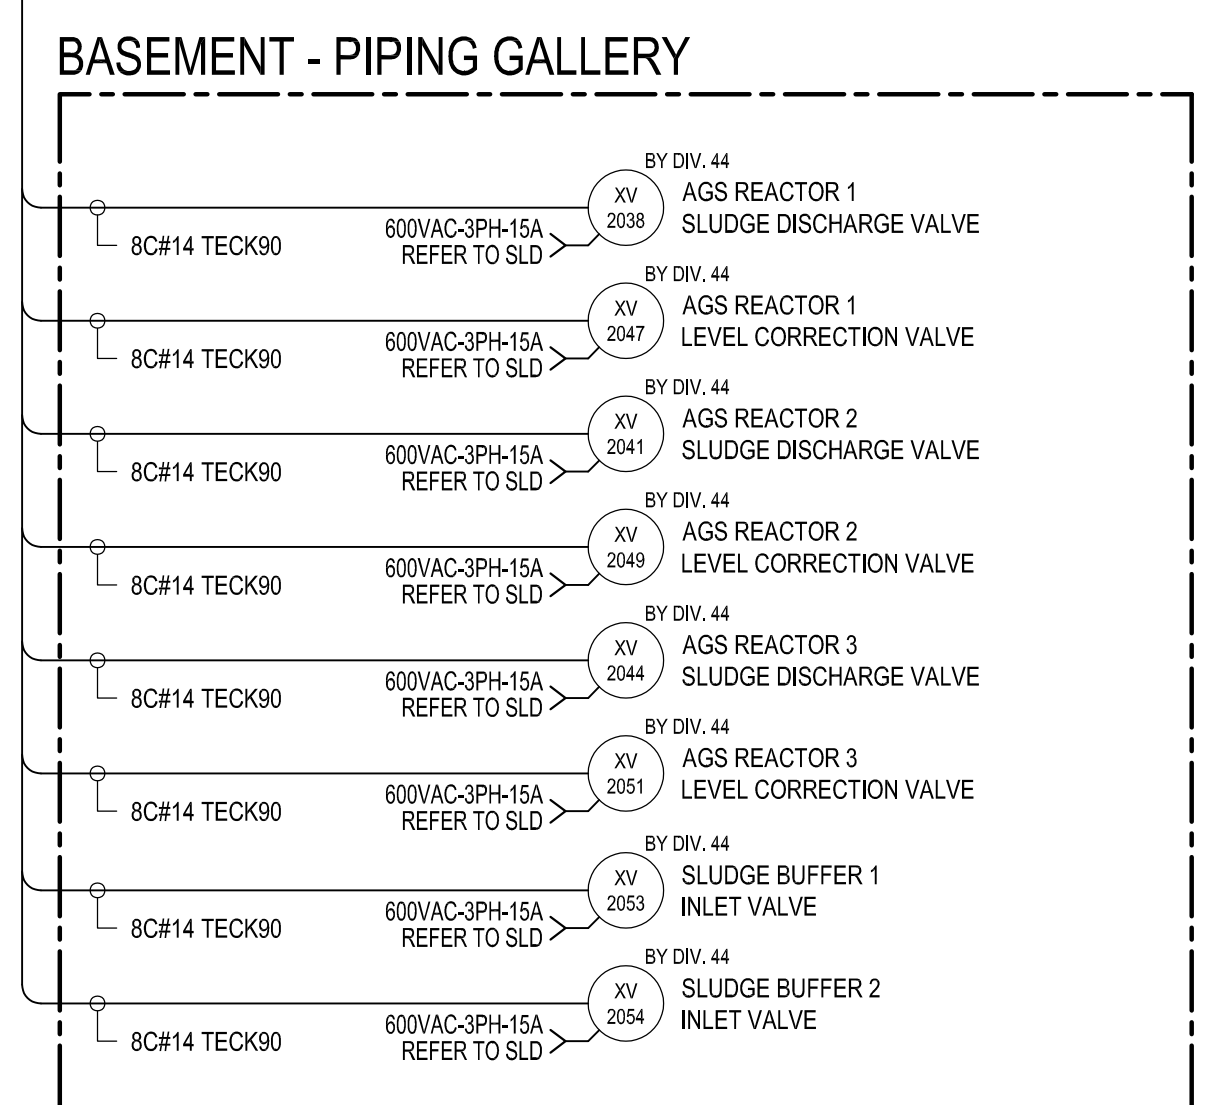 BASEMENT - PIPING GALLERY
BY DIV. 44
XV
2038
AGS REACTOR 1
SLUDGE DISCHARGE VALVE
8C#14 TECK90
600VAC-3PH-15A
REFER TO SLD
BY DIV. 44
XV
2047
AGS REACTOR 1
LEVEL CORRECTION VALVE
8C#14 TECK90
600VAC-3PH-15A
REFER TO SLD
BY DIV. 44
XV
2041
AGS REACTOR 2
SLUDGE DISCHARGE VALVE
8C#14 TECK90
600VAC-3PH-15A
REFER TO SLD
BY DIV. 44
XV
2049
AGS REACTOR 2
LEVEL CORRECTION VALVE
8C#14 TECK90
600VAC-3PH-15A
REFER TO SLD
BY DIV. 44
XV
2044
AGS REACTOR 3
SLUDGE DISCHARGE VALVE
8C#14 TECK90
600VAC-3PH-15A
REFER TO SLD
BY DIV. 44
XV
2051
AGS REACTOR 3
LEVEL CORRECTION VALVE
8C#14 TECK90
600VAC-3PH-15A
REFER TO SLD
BY DIV. 44
XV
2053
SLUDGE BUFFER 1
INLET VALVE
8C#14 TECK90
600VAC-3PH-15A
REFER TO SLD
BY DIV. 44
XV
2054
SLUDGE BUFFER 2
INLET VALVE
8C#14 TECK90
600VAC-3PH-15A
REFER TO SLD